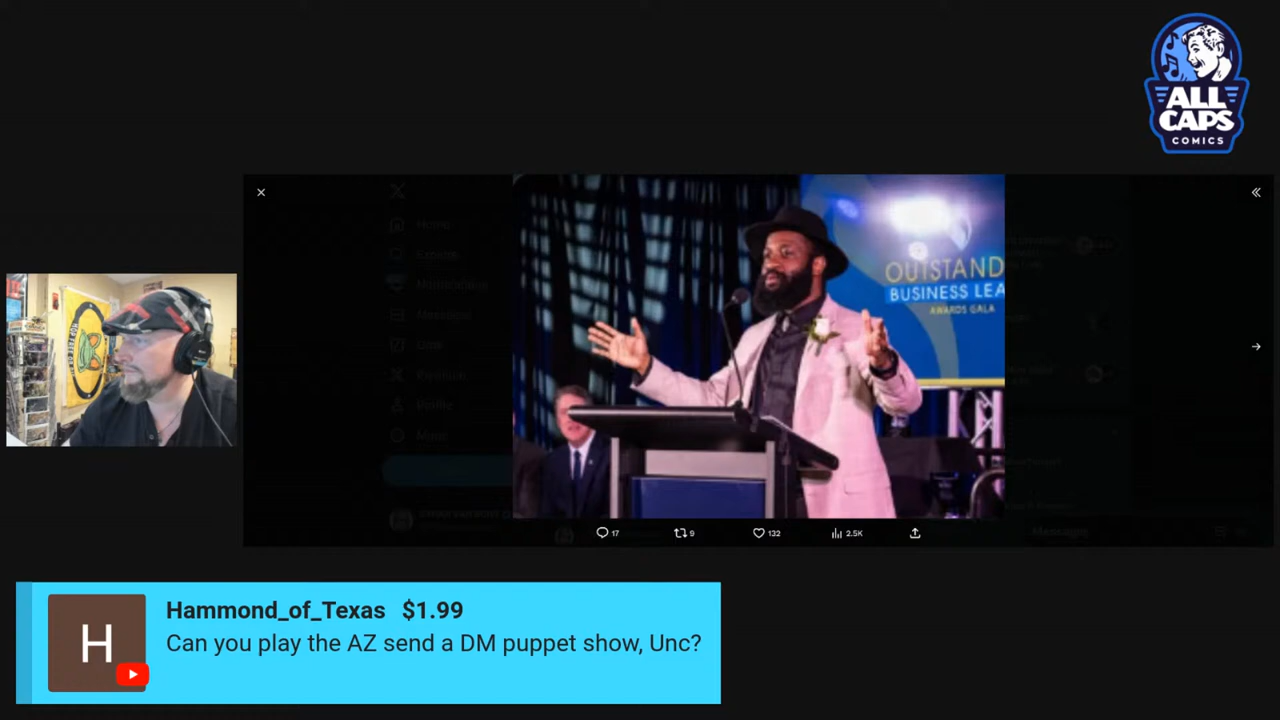 ALL
CAPS
COMICS
Home
OUTSTAND
BUSINESS LEA
AWARDS GALA
17
9
132
2.5K
H
Hammond_of_Texas $1.99
Can you play the AZ send a DM puppet show, Unc?